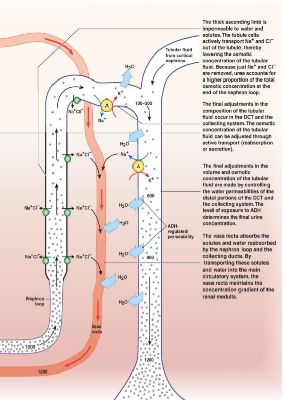 The thick ascending limb is
impermeable to water and
solutes. The tubule cells
actively transport Na+ and Cl−
out of the tubule, thereby
lowering the osmotic
concentration of the tubular
fluid. Because just Na+ and Cl−
are removed, urea accounts for
a higher proportion of the total
osmotic concentration at the
end of the nephron loop.
The final adjustments in the
composition of the tubular
fluid occur in the DCT and the
collecting system. The osmotic
concentration of the tubular
fluid can be adjusted through
active transport (reabsorption
or secretion).
The final adjustments in the
volume and osmotic
concentration of the tubular
fluid are made by controlling
the water permeabilities of the
distal portions of the DCT and
the collecting system. The
level of exposure to ADH
determines the final urine
concentration.
The vasa recta absorbs the
solutes and water reabsorbed
by the nephron loop and the
collecting ducts. By
transporting these solutes
and water into the main
circulatory system, the
vasa recta maintains the
concentration gradient of the
renal medulla.
Tubular fluid
from cortical
nephrons
H2O
A
Na+
100–300
Na+Cl−
H2O
Na+
A
Na+Cl−
H2O
600
Na+Cl−
Na+Cl−
H2O
ADH-
regulated
permeability
Na+Cl−
Na+Cl−
H2O
900
H2O
H2O
Nephron
loop
Vasa
recta
1200
1200
1200